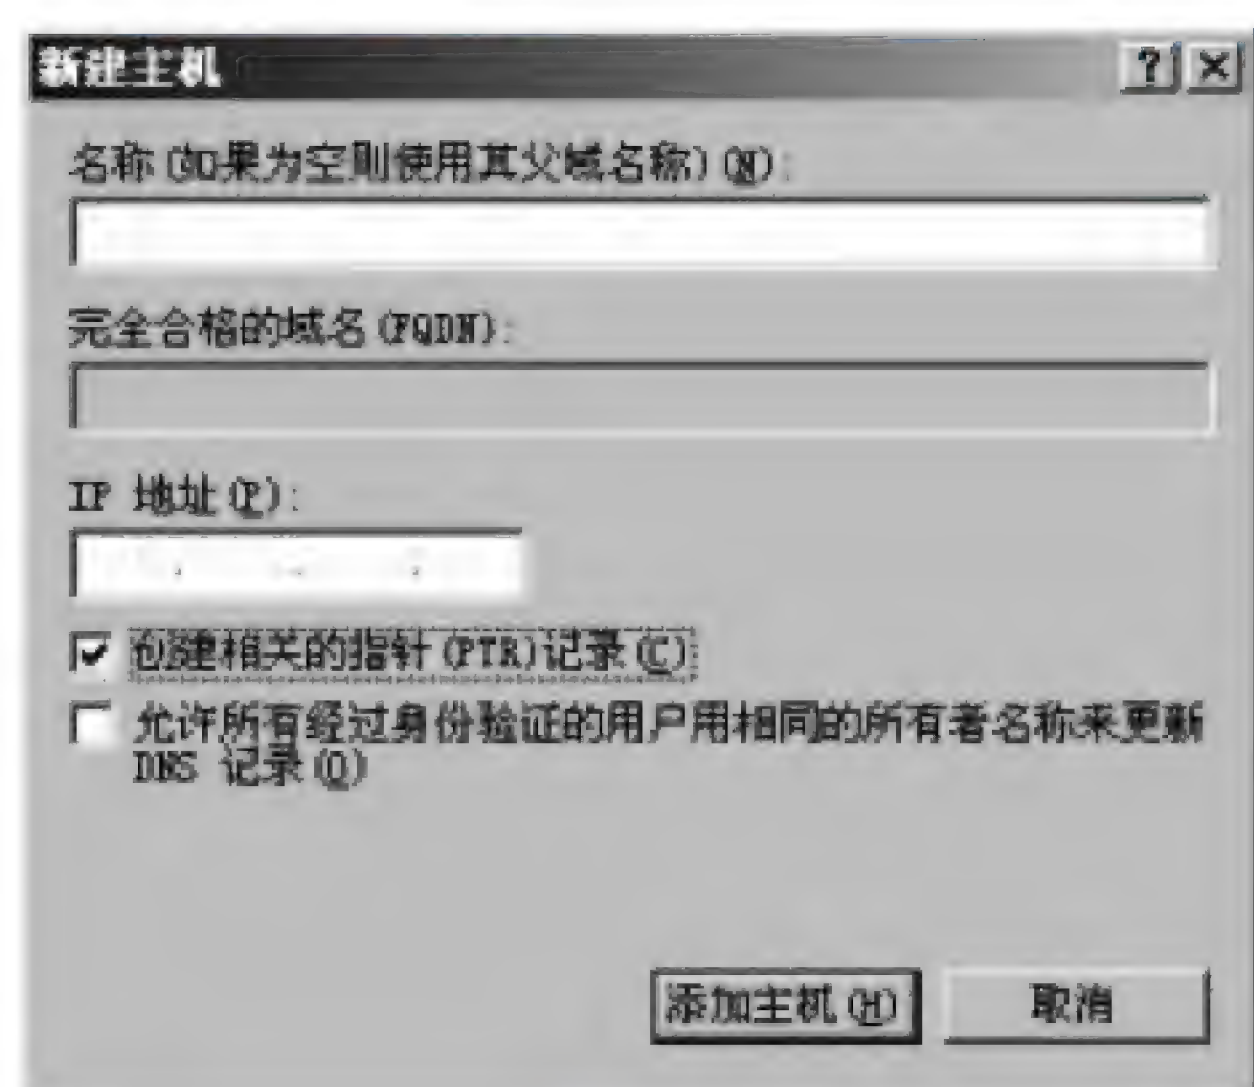 新建主机
名称(如果为空则使用其父域名称)(N):
完全合格的域名(FQDN):
IP 地址(P):
创建相关的指针(PTR)记录(C)
允许所有经过身份验证的用户用相同的所有者名称来更新
DNS 记录(O)
添加主机(H) 取消